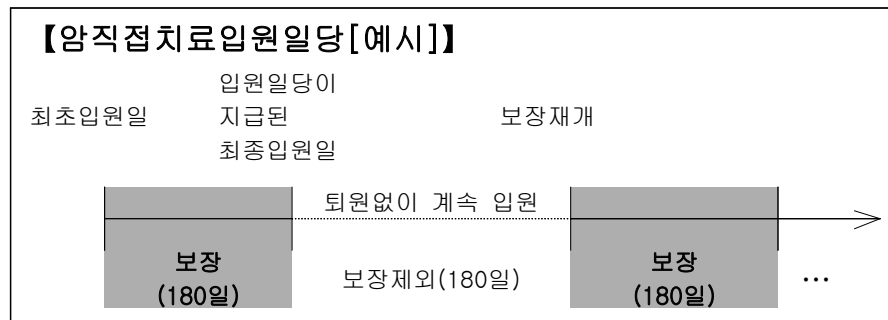 【암직접치료입원일당[예시]】
입원일당이
최초입원일 지급된 보장재개
최종입원일
퇴원없이 계속 입원
보장 보장제외(180일) 보장 …
(180일) (180일)